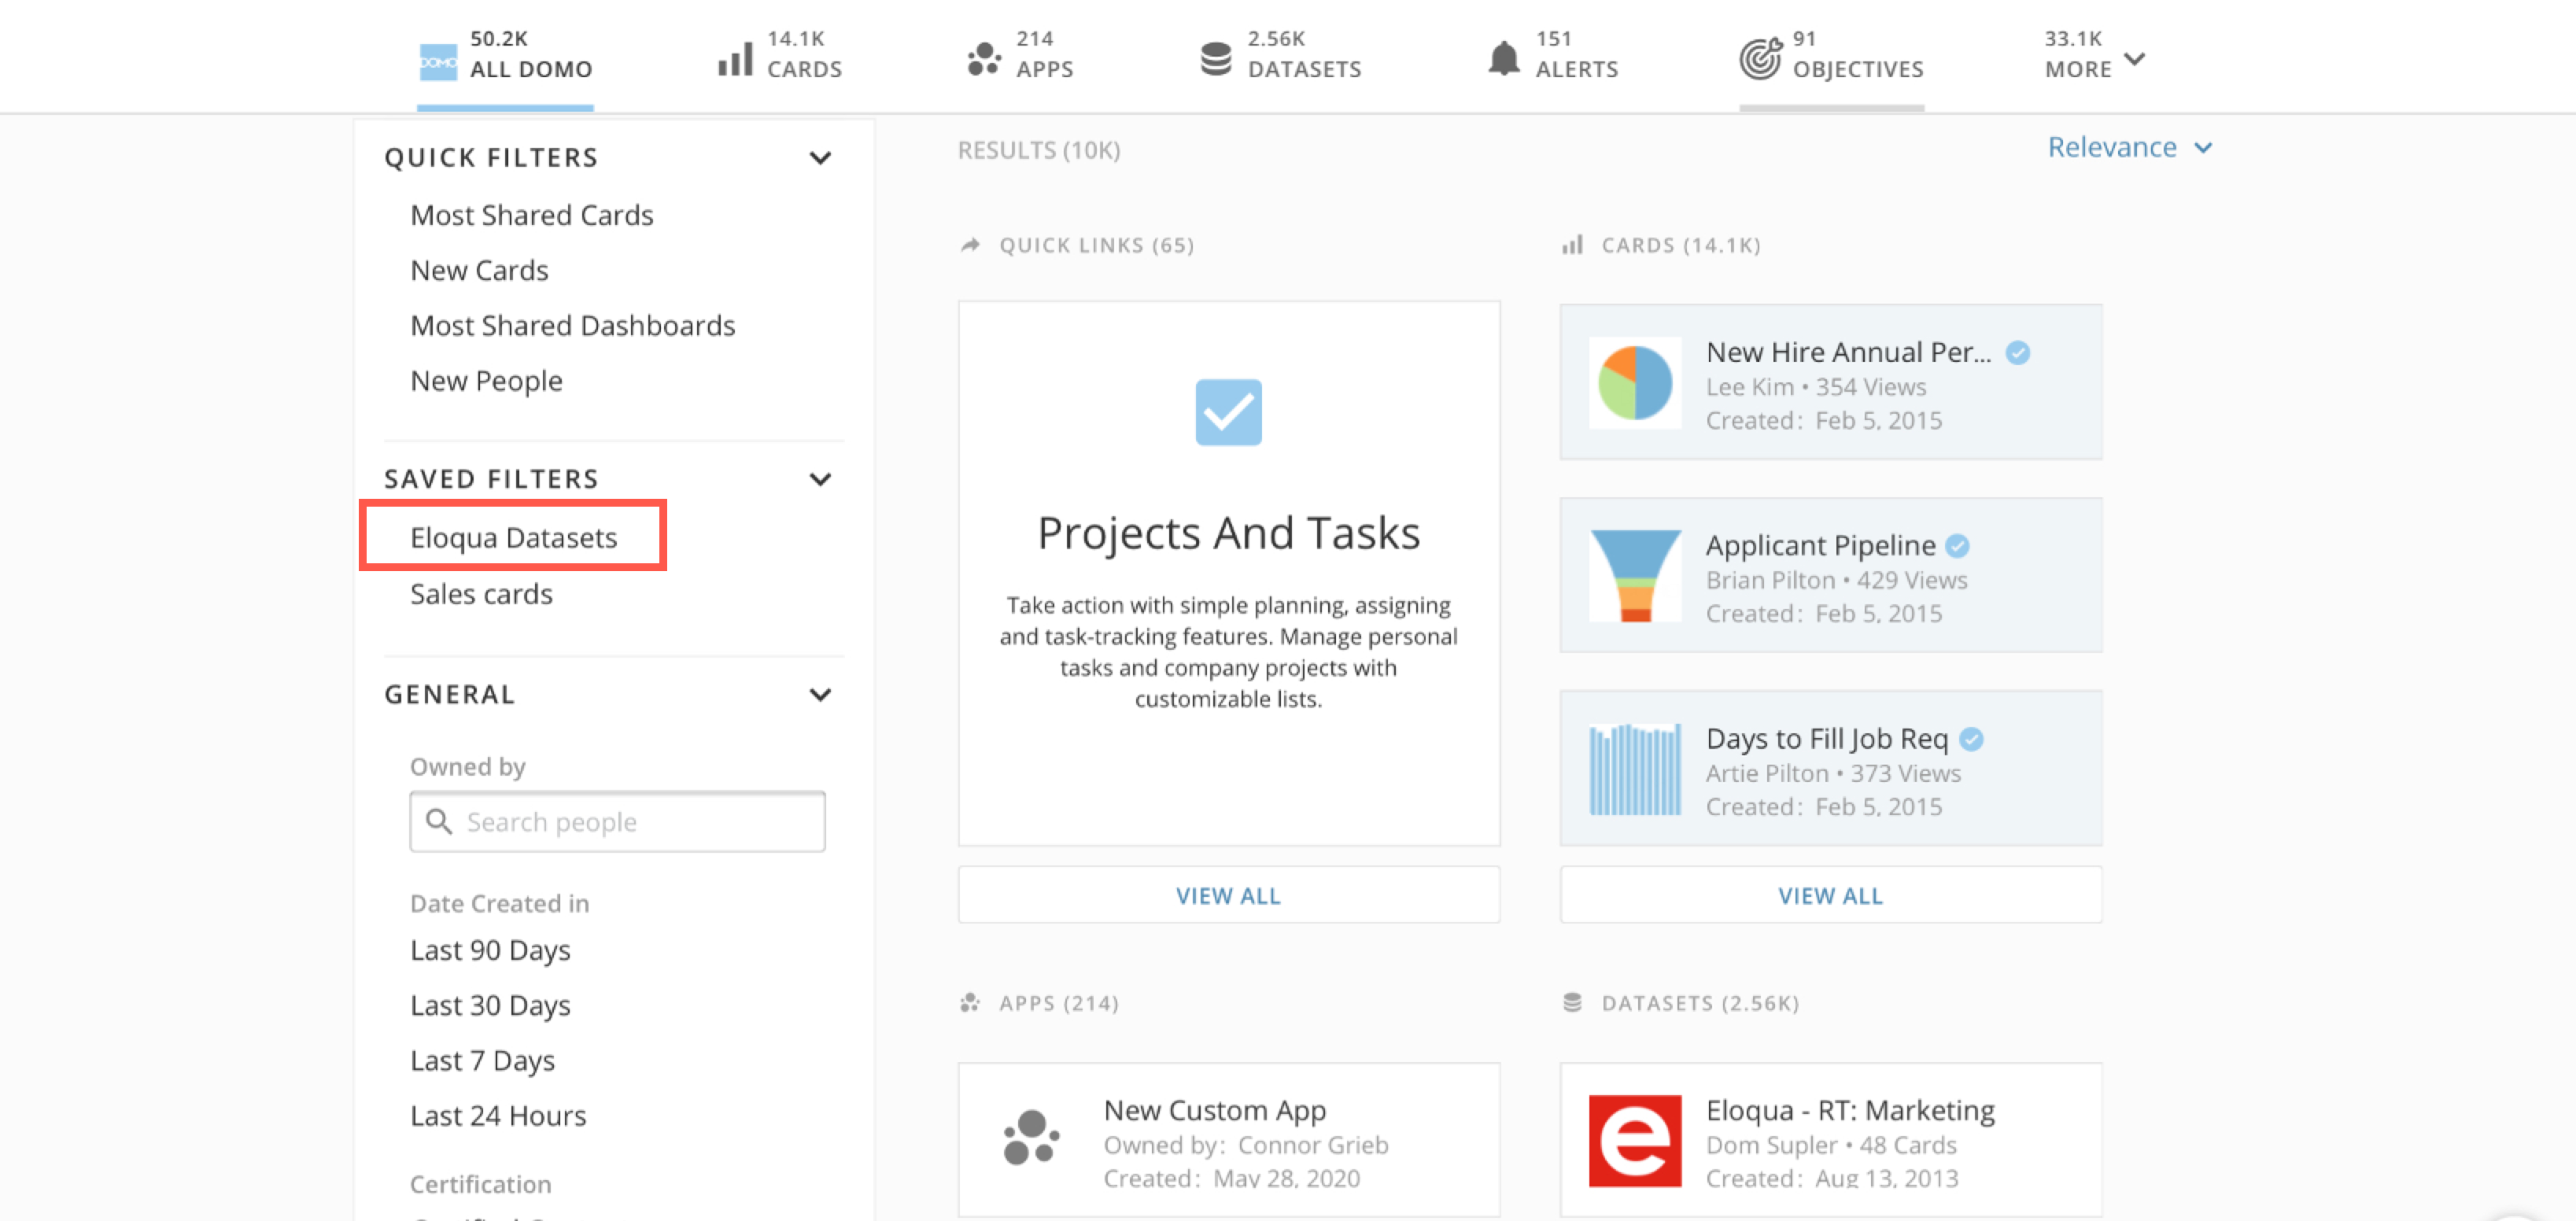 50.2K
DOMO ALL DOMO
14.1K
CARDS
214
APPS
2.56K
DATASETS
151
ALERTS
91
OBJECTIVES
33.1K
MORE
QUICK FILTERS
Most Shared Cards
New Cards
Most Shared Dashboards
New People
SAVED FILTERS
Eloqua Datasets
Sales cards
GENERAL
Owned by
Search people
Date Created in
Last 90 Days
Last 30 Days
Last 7 Days
Last 24 Hours
Certification
RESULTS (10K)
Relevance
QUICK LINKS (65)
Projects And Tasks
Take action with simple planning, assigning
and task-tracking features. Manage personal
tasks and company projects with
customizable lists.
VIEW ALL
CARDS (14.1K)
New Hire Annual Per...
Lee Kim • 354 Views
Created: Feb 5, 2015
Applicant Pipeline
Brian Pilton • 429 Views
Created: Feb 5, 2015
Days to Fill Job Req
Artie Pilton • 373 Views
Created: Feb 5, 2015
VIEW ALL
APPS (214)
New Custom App
Owned by: Connor Grieb
Created: May 28, 2020
DATASETS (2.56K)
e
Eloqua - RT: Marketing
Dom Supler • 48 Cards
Created: Aug 13, 2013